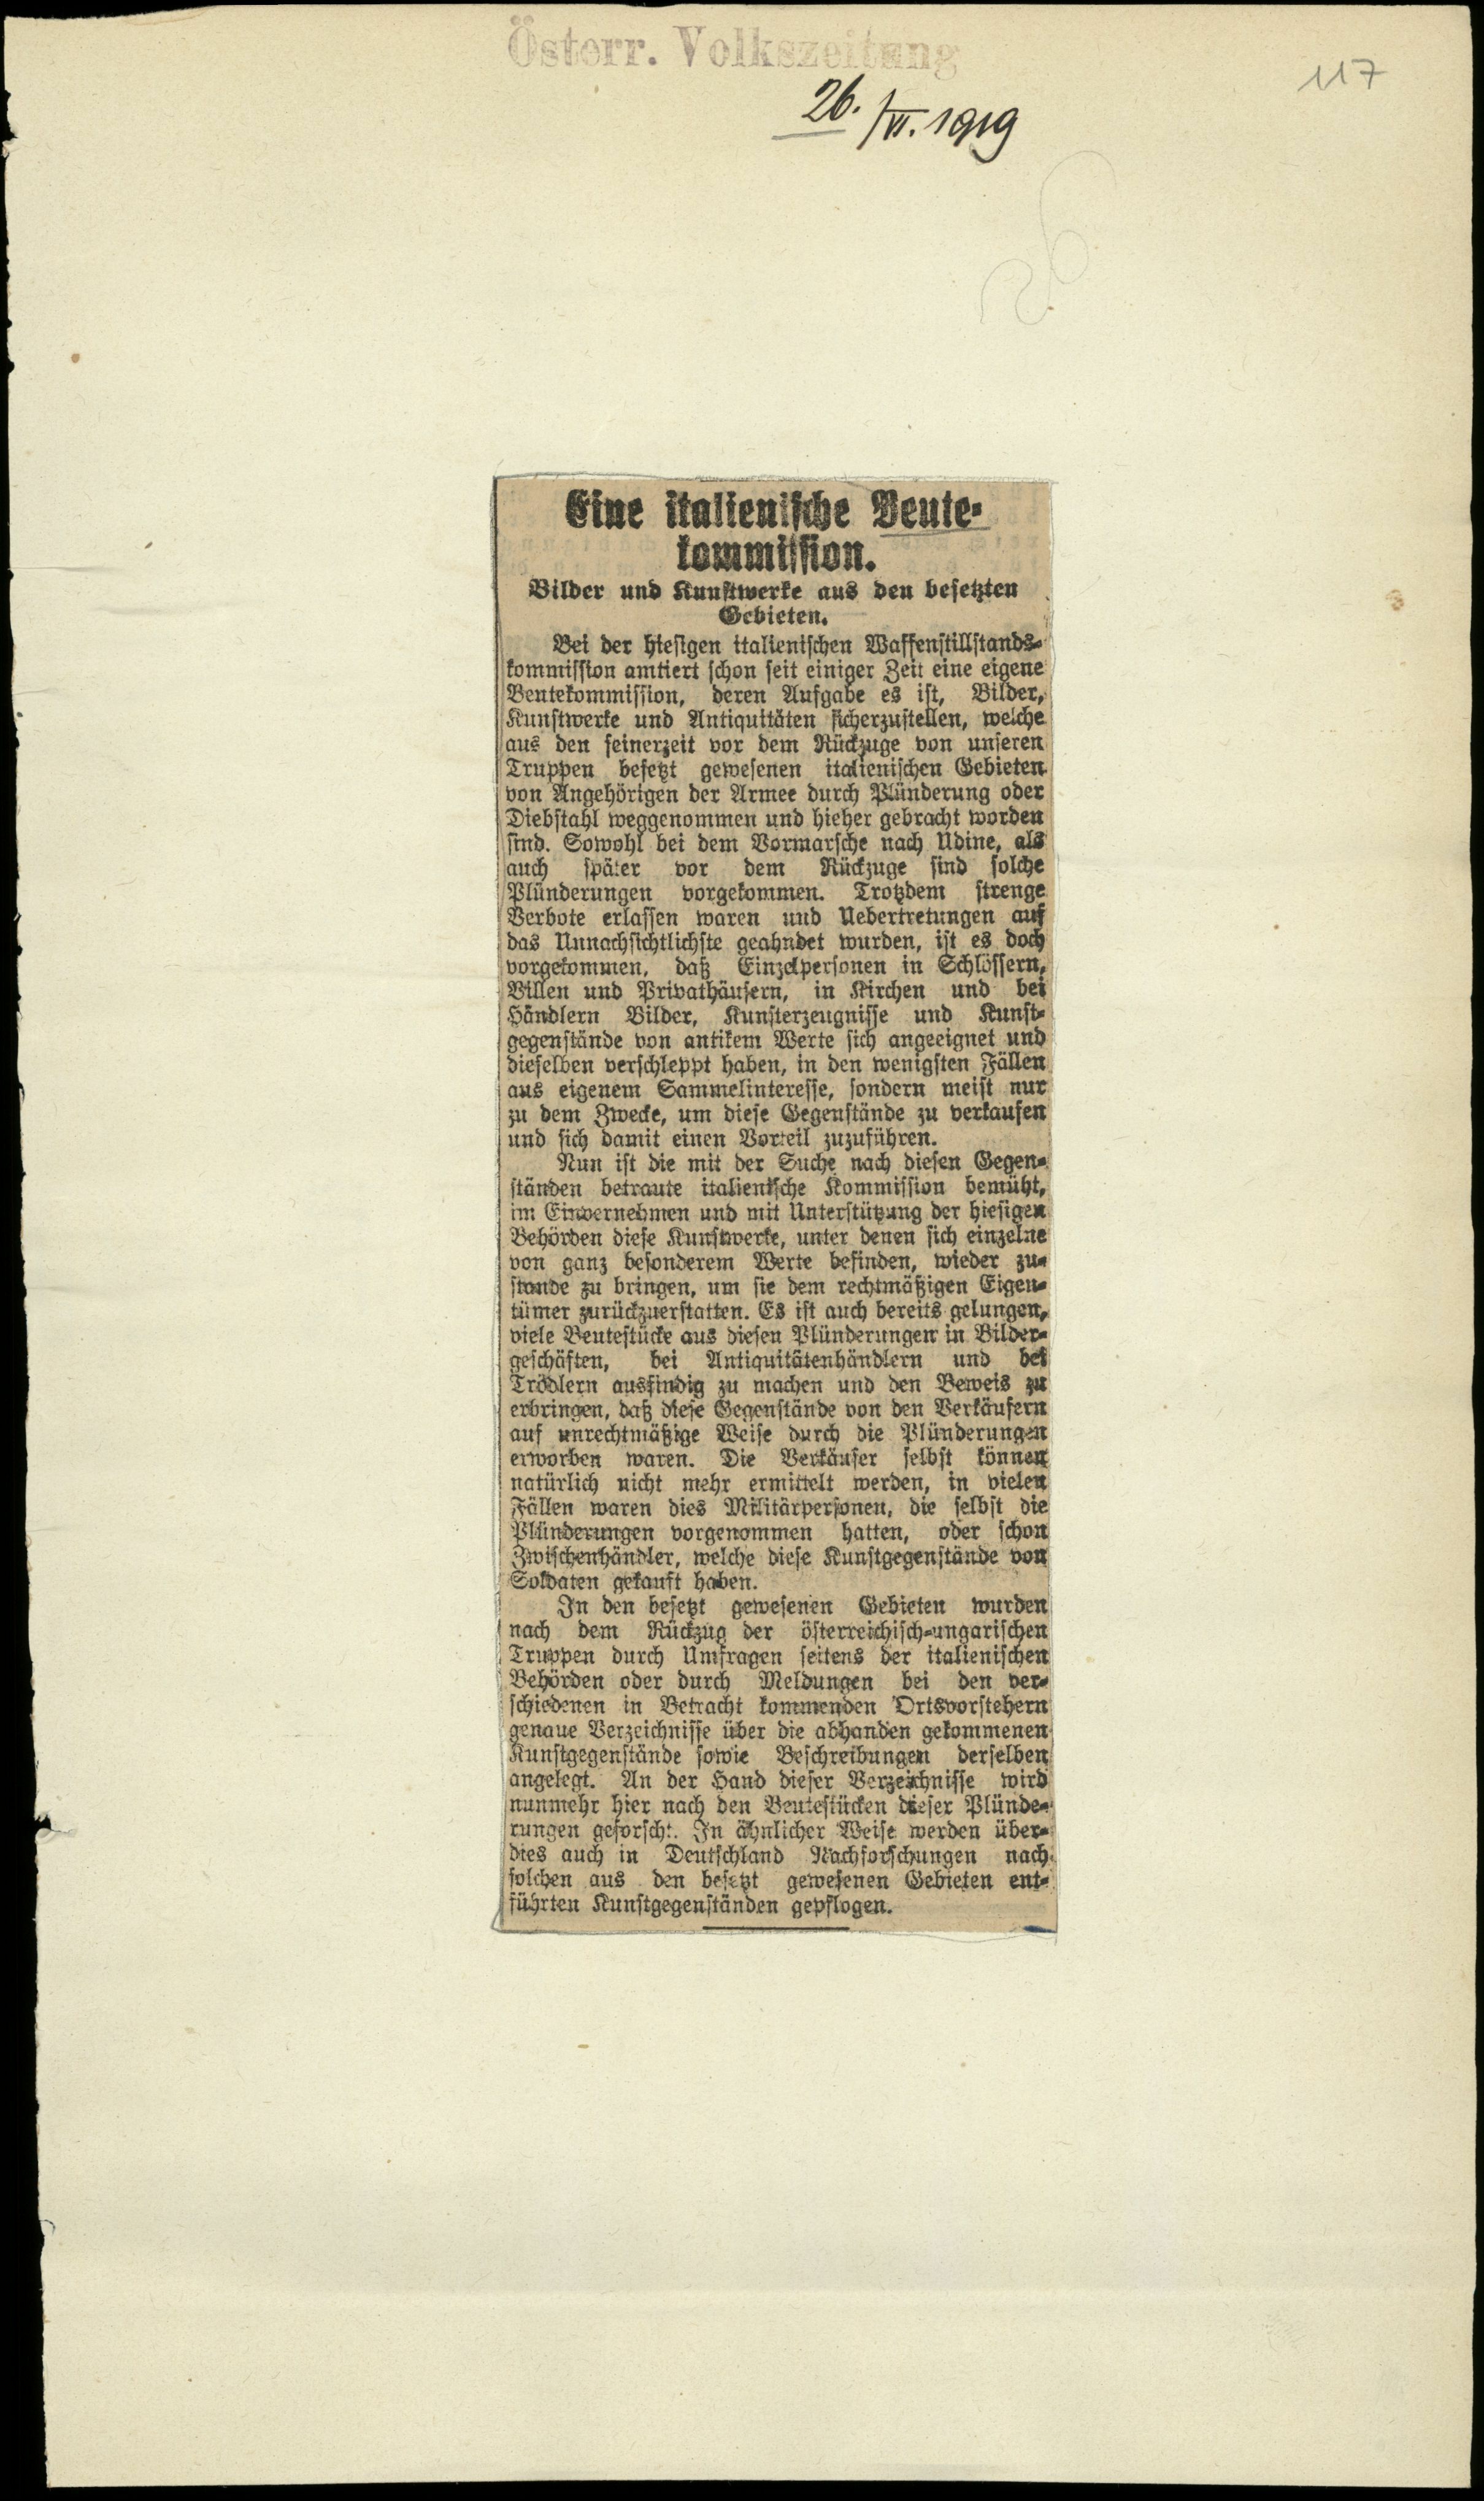 Österr. Volkszeitung
117
26./VI. 1919
Eine italienische Beute-
kommission.
Bilder und Kunstwerke aus den besetzten
Gebieten.
Bei der hiesigen italienischen Waffenstillstands-
kommission amtiert schon seit einiger Zeit eine eigene
Beutekommission, deren Aufgabe es ist, Bilder,
Kunstwerke und Antiquitäten sicherzustellen, welche
aus den seinerzeit vor dem Rückzuge von unseren
Truppen besetzt gewesenen italienischen Gebieten
von Angehörigen der Armee durch Plünderung oder
Diebstahl weggenommen und hieher gebracht worden
sind. Sowohl bei dem Vormarsche nach Udine, als
auch später vor dem Rückzuge sind solche
Plünderungen vorgekommen. Trotzdem strenge
Verbote erlassen waren und Uebertretungen auf
das Unnachsichtlichste geahndet wurden, ist es doch
vorgekommen, daß Einzelpersonen in Schlössern,
Villen und Privathäusern, in Kirchen und bei
Händlern Bilder, Kunsterzeugnisse und Kunst-
gegenstände von antikem Werte sich angeeignet und
dieselben verschleppt haben, in den wenigsten Fällen
aus eigenem Sammelinteresse, sondern meist nur
zu dem Zwecke, um diese Gegenstände zu verkaufen
und sich damit einen Vorteil zuzuführen.
Nun ist die mit der Suche nach diesen Gegen-
ständen betraute italienische Kommission bemüht,
im Einvernehmen und mit Unterstützung der hiesigen
Behörden diese Kunstwerke, unter denen sich einzelne
von ganz besonderem Werte befinden, wieder zu-
stande zu bringen, um sie dem rechtmäßigen Eigen-
tümer zurückzuerstatten. Es ist auch bereits gelungen,
viele Beutestücke aus diesen Plünderungen in Bilder-
geschäften, bei Antiquitätenhändlern und bei
Trödlern ausfindig zu machen und den Beweis zu
erbringen, daß diese Gegenstände von den Verkäufern
auf unrechtmäßige Weise durch die Plünderungen
erworben waren. Die Verkäufer selbst können
natürlich nicht mehr ermittelt werden, in vielen
Fällen waren dies Militärpersonen, die selbst die
Plünderungen vorgenommen hatten, oder schon
Zwischenhändler, welche diese Kunstgegenstände von
Soldaten gekauft haben.
In den besetzt gewesenen Gebieten wurden
nach dem Rückzug der österreichisch-ungarischen
Truppen durch Umfragen seitens der italienischen
Behörden oder durch Meldungen bei den ver-
schiedenen in Betracht kommenden Ortsvorstehern
genaue Verzeichnisse über die abhanden gekommenen
Kunstgegenstände sowie Beschreibungen derselben
angelegt. An der Hand dieser Verzeichnisse wird
nunmehr hier nach den Beutestücken dieser Plünde-
rungen geforscht. In ähnlicher Weise werden über-
dies auch in Deutschland Nachforschungen nach
solchen aus den besetzt gewesenen Gebieten ent-
führten Kunstgegenständen gepflogen.